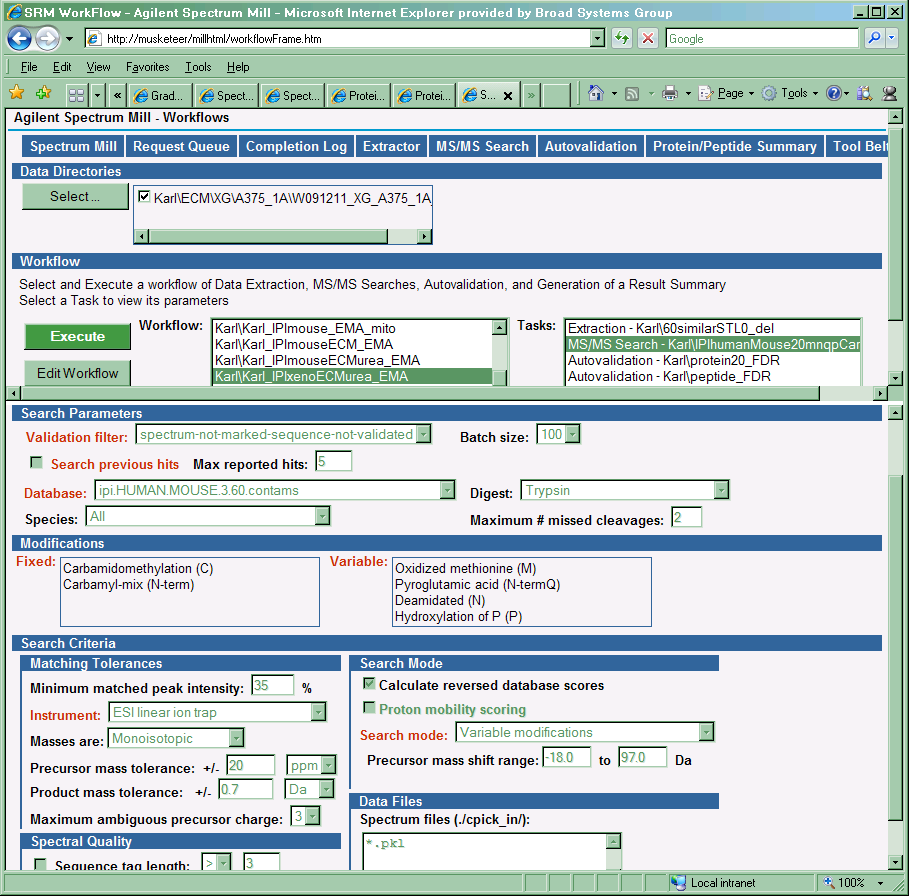 SRM WorkFlow - Agilent Spectrum Mill - Microsoft Internet Explorer provided by Broad Systems Group
http://musketeer/millhtml/workflowFrame.htm
Google
File Edit View Favorites Tools Help
« Grad... Spect... Spect... Protei... Protei... S... » Page Tools
Agilent Spectrum Mill - Workflows
Spectrum Mill Request Queue Completion Log Extractor MS/MS Search Autovalidation Protein/Peptide Summary Tool Belt
Data Directories
Select ... Karl\ECM\XG\A375_1A\W091211_XG_A375_1A_
Workflow
Select and Execute a workflow of Data Extraction, MS/MS Searches, Autovalidation, and Generation of a Result Summary
Select a Task to view its parameters
Execute
Edit Workflow
Workflow:
Karl\Karl_IPImouse_EMA_mito
Karl\Karl_IPImouseECM_EMA
Karl\Karl_IPImouseECMurea_EMA
Karl\Karl_IPIxenoECMurea_EMA
Tasks:
Extraction - Karl\60similarSTL0_del
MS/MS Search - Karl\IPIhumanMouse20mnqpCar
Autovalidation - Karl\protein20_FDR
Autovalidation - Karl\peptide_FDR
Search Parameters
Validation filter: spectrum-not-marked-sequence-not-validated Batch size: 100
Search previous hits Max reported hits: 5
Database: ipi.HUMAN.MOUSE.3.60.contams Digest: Trypsin
Species: All Maximum # missed cleavages: 2
Modifications
Fixed:
Carbamidomethylation (C)
Carbamyl-mix (N-term)
Variable:
Oxidized methionine (M)
Pyroglutamic acid (N-termQ)
Deamidated (N)
Hydroxylation of P (P)
Search Criteria
Matching Tolerances
Minimum matched peak intensity: 35 %
Instrument: ESI linear ion trap
Masses are: Monoisotopic
Precursor mass tolerance: +/- 20 ppm
Product mass tolerance: +/- 0.7 Da
Maximum ambiguous precursor charge: 3
Spectral Quality
Sequence tag length: > 3
Search Mode
Calculate reversed database scores
Proton mobility scoring
Search mode: Variable modifications
Precursor mass shift range: -18.0 to 97.0 Da
Data Files
Spectrum files (./cpick_in/):
*.pkl
Local intranet 100%